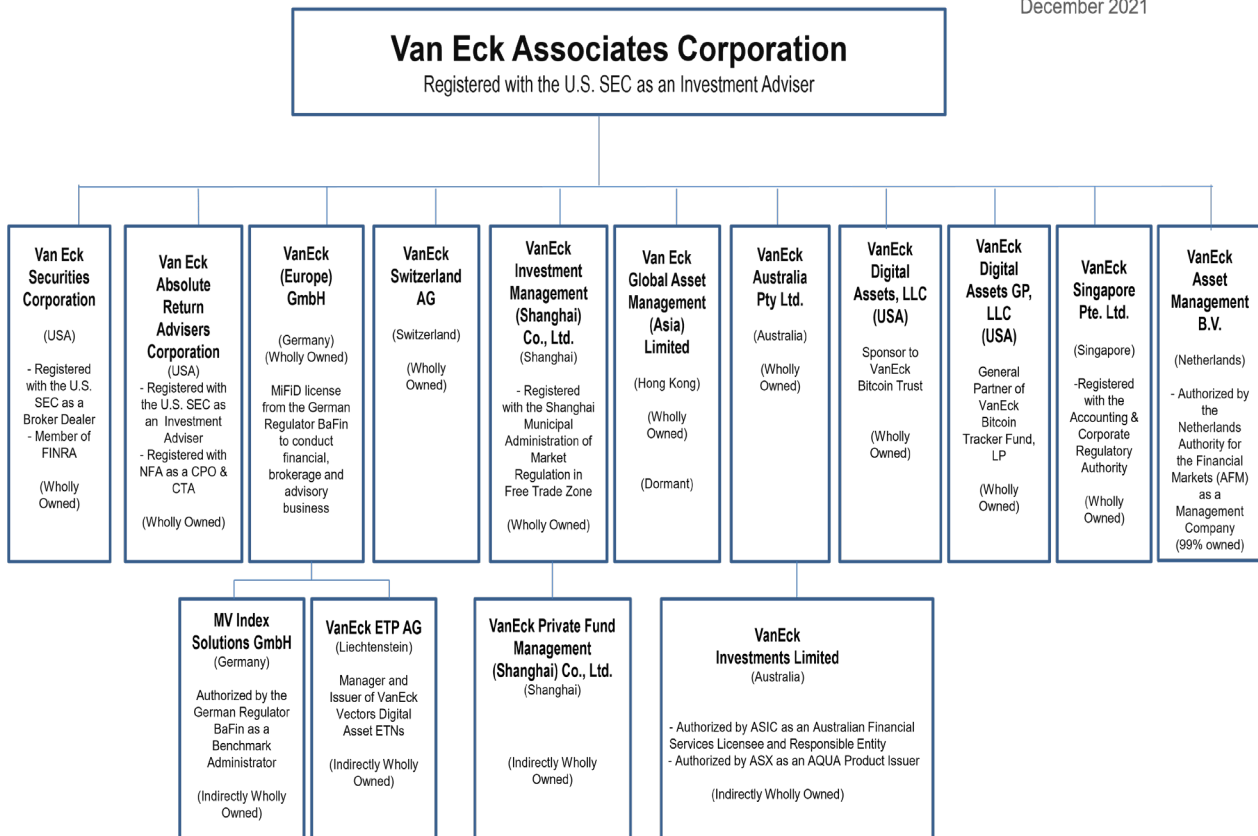 December 2021
Van Eck Associates Corporation
Registered with the U.S. SEC as an Investment Adviser
Van Eck
Securities
Corporation
(USA)
- Registered
with the U.S.
SEC as a
Broker Dealer
- Member of
FINRA
(Wholly
Owned)
Van Eck
Absolute
Return
Advisers
Corporation
(USA)
- Registered with
the U.S. SEC as
an Investment
Adviser
- Registered with
NFA as a CPO &
CTA
(Wholly Owned)
VanEck
(Europe)
GmbH
(Germany)
(Wholly Owned)
MiFiD license
from the German
Regulator BaFin
to conduct
financial,
brokerage and
advisory
business
VanEck
Switzerland
AG
(Switzerland)
(Wholly
Owned)
VanEck
Investment
Management
(Shanghai)
Co., Ltd.
(Shanghai)
- Registered
with the Shanghai
Municipal
Administration of
Market
Regulation in
Free Trade Zone
(Wholly Owned)
Van Eck
Global Asset
Management
(Asia)
Limited
(Hong Kong)
(Wholly
Owned)
(Dormant)
VanEck
Australia
Pty Ltd.
(Australia)
(Wholly
Owned)
VanEck
Digital
Assets, LLC
(USA)
Sponsor to
VanEck
Bitcoin Trust
(Wholly
Owned)
VanEck
Digital
Assets GP,
LLC
(USA)
General
Partner of
VanEck
Bitcoin
Tracker Fund,
LP
(Wholly
Owned)
VanEck
Singapore
Pte. Ltd.
(Singapore)
-Registered
with the
Accounting &
Corporate
Regulatory
Authority
(Wholly
Owned)
VanEck
Asset
Management
B.V.
(Netherlands)
- Authorized by
the
Netherlands
Authority for
the Financial
Markets (AFM)
as a
Management
Company
(99% owned)
MV Index
Solutions GmbH
(Germany)
Authorized by the
German Regulator
BaFin as a
Benchmark
Administrator
(Indirectly Wholly
Owned)
VanEck ETP AG
(Liechtenstein)
Manager and
Issuer of VanEck
Vectors Digital
Asset ETNs
(Indirectly Wholly
Owned)
VanEck Private Fund
Management
(Shanghai) Co., Ltd.
(Shanghai)
(Indirectly Wholly
Owned)
VanEck
Investments Limited
(Australia)
- Authorized by ASIC as an Australian Financial
Services Licensee and Responsible Entity
- Authorized by ASX as an AQUA Product Issuer
(Indirectly Wholly Owned)